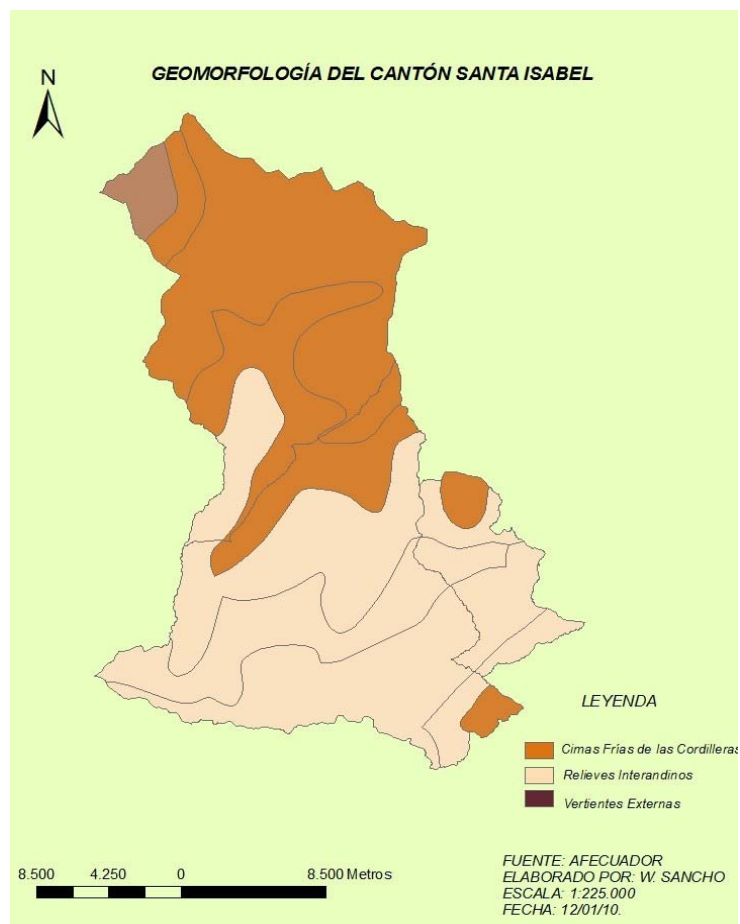 GEOMORFOLOGÍA DEL CANTÓN SANTA ISABEL
N
LEYENDA
Cimas Frías de las Cordilleras
Relieves Interandinos
Vertientes Externas
8.500 4.250 0 8.500 Metros
FUENTE: AFECUADOR
ELABORADO POR: W. SANCHO
ESCALA: 1:225.000
FECHA: 12/01/10.